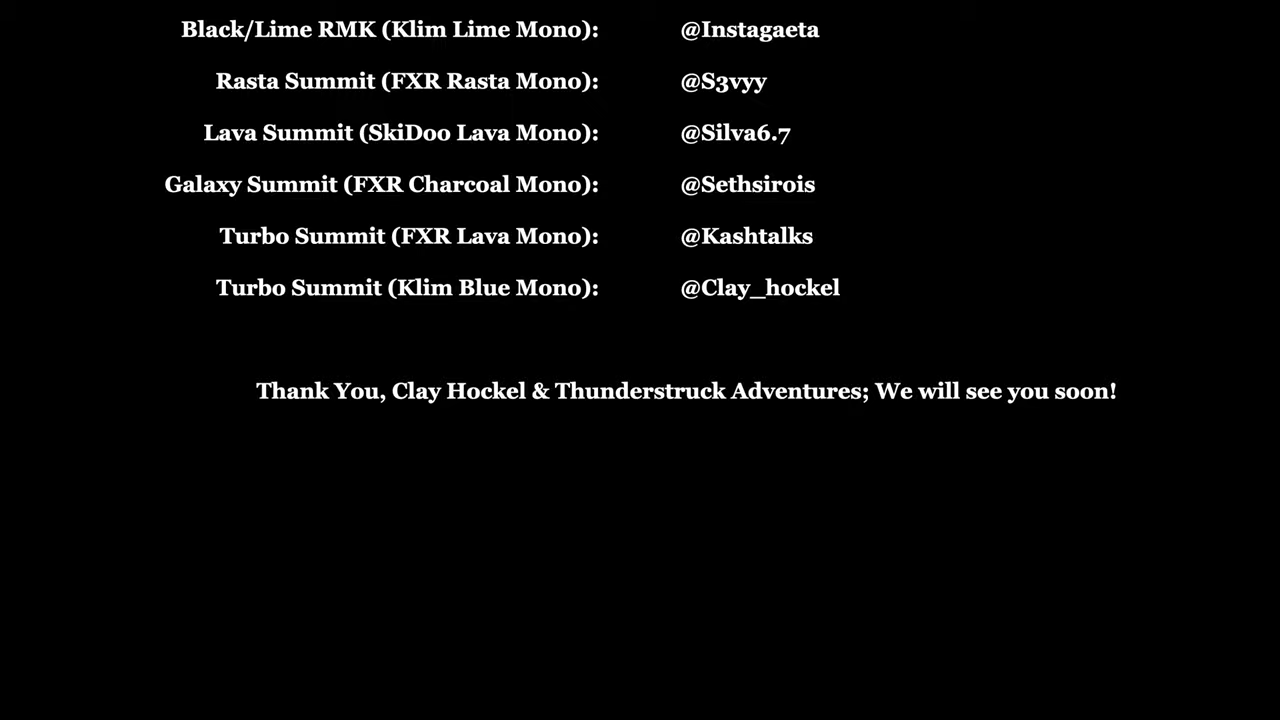 Black/Lime RMK (Klim Lime Mono): @Instagaeta
Rasta Summit (FXR Rasta Mono): @S3vyy
Lava Summit (SkiDoo Lava Mono): @Silva6.7
Galaxy Summit (FXR Charcoal Mono): @Sethsirois
Turbo Summit (FXR Lava Mono): @Kashtalks
Turbo Summit (Klim Blue Mono): @Clay_hockel
Thank You, Clay Hockel & Thunderstruck Adventures; We will see you soon!